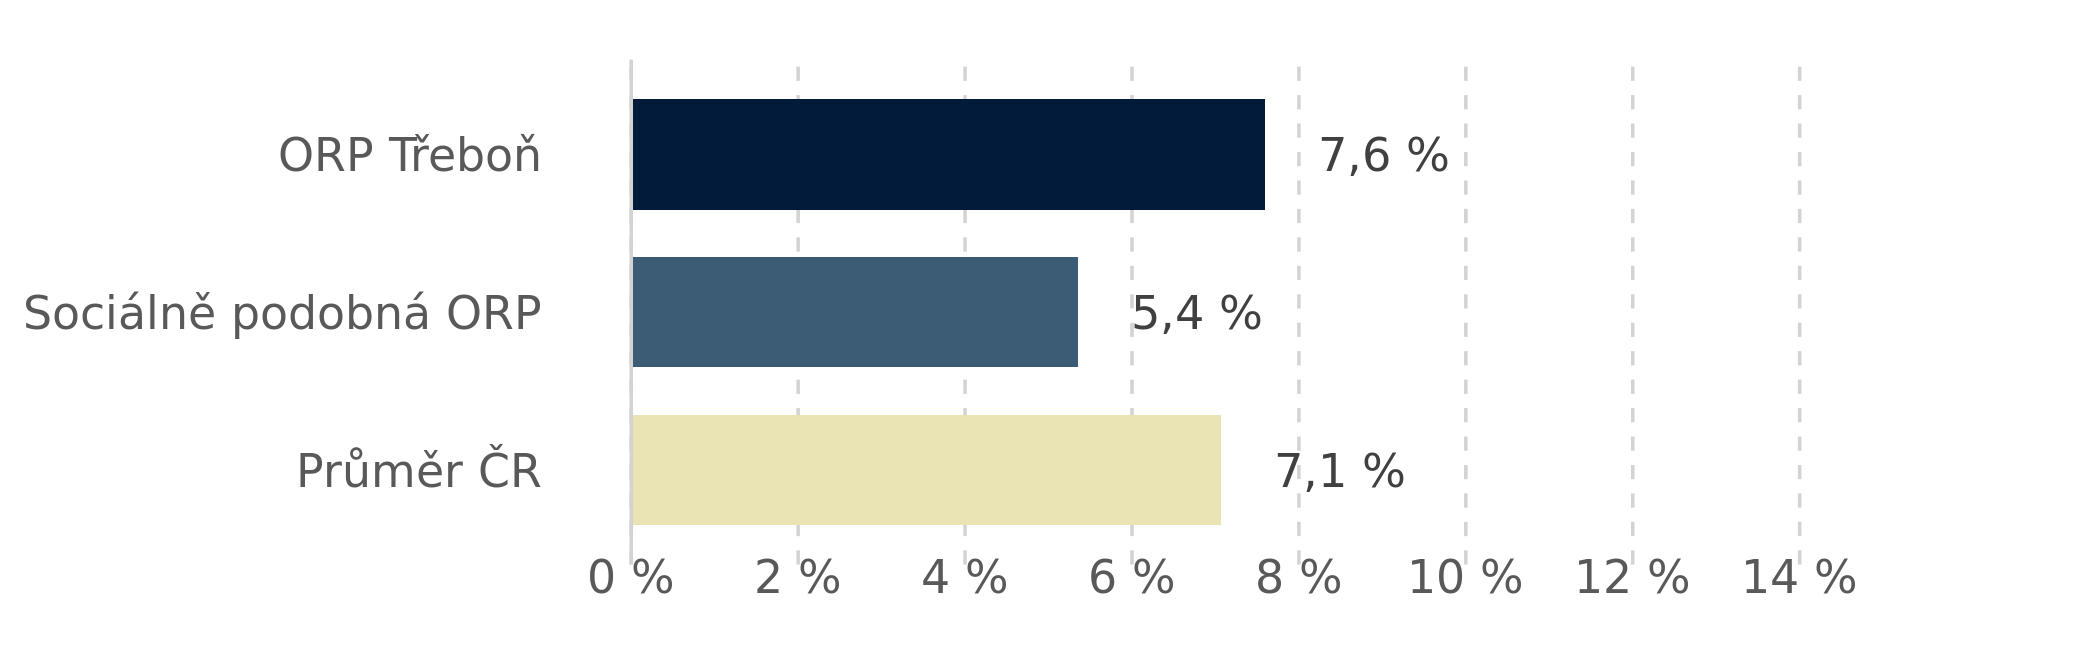 ORP Třeboň
7,6 %
Sociálně podobná ORP
5,4 %
Průměr ČR
7,1 %
0 % 2 % 4 % 6 % 8 % 10 % 12 % 14 %